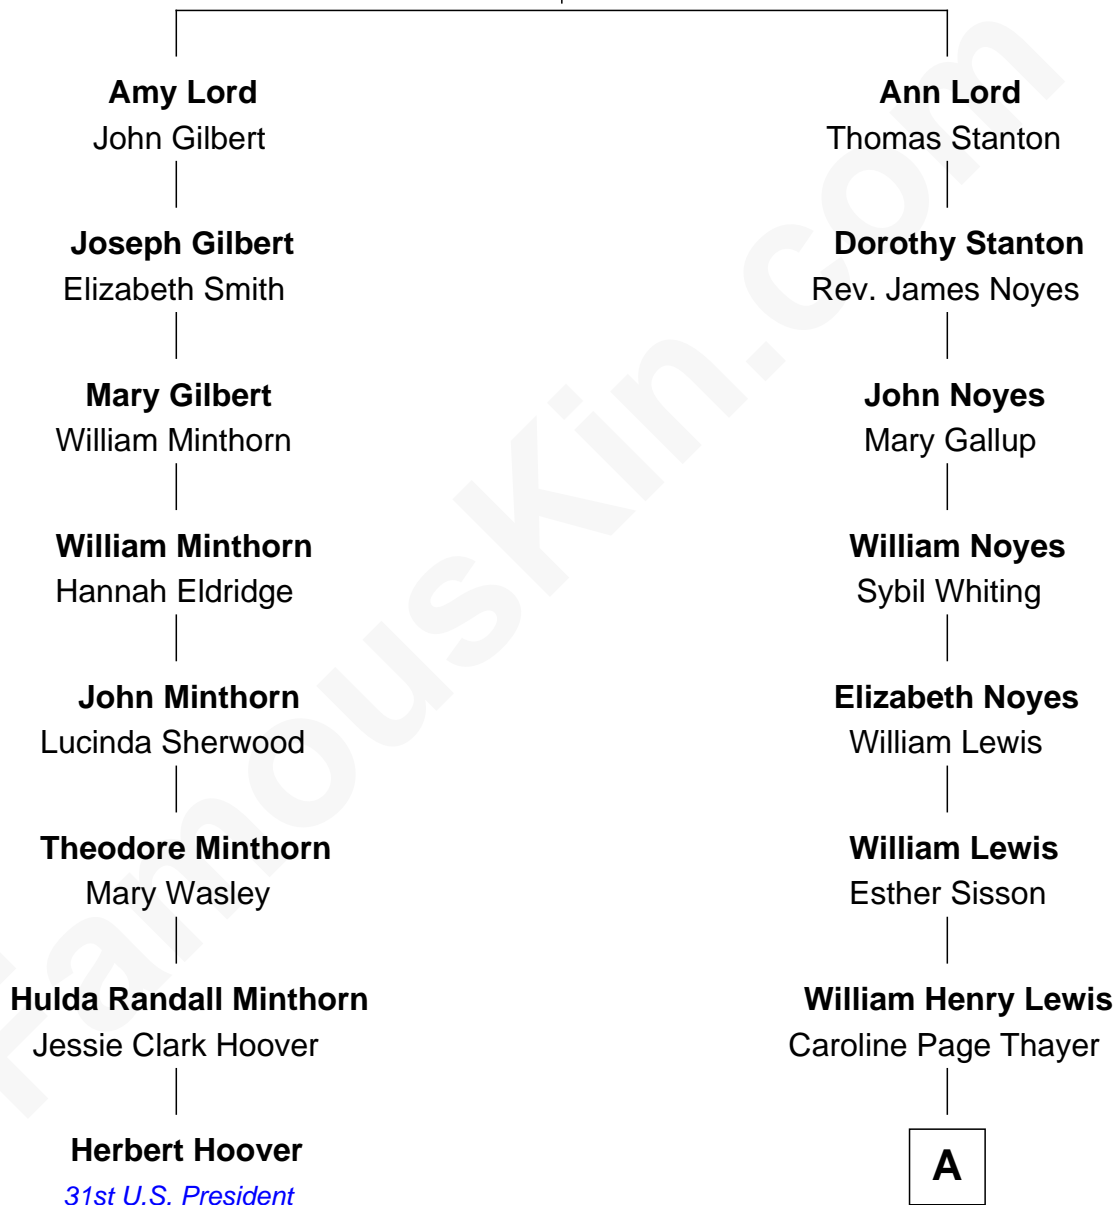 Amy Lord
John Gilbert
Ann Lord
Thomas Stanton
Joseph Gilbert
Elizabeth Smith
Dorothy Stanton
Rev. James Noyes
Mary Gilbert
William Minthorn
John Noyes
Mary Gallup
William Minthorn
Hannah Eldridge
William Noyes
Sybil Whiting
John Minthorn
Lucinda Sherwood
Elizabeth Noyes
William Lewis
Theodore Minthorn
Mary Wasley
William Lewis
Esther Sisson
Hulda Randall Minthorn
Jessie Clark Hoover
William Henry Lewis
Caroline Page Thayer
Herbert Hoover
31st U.S. President
A
FamousKin.com